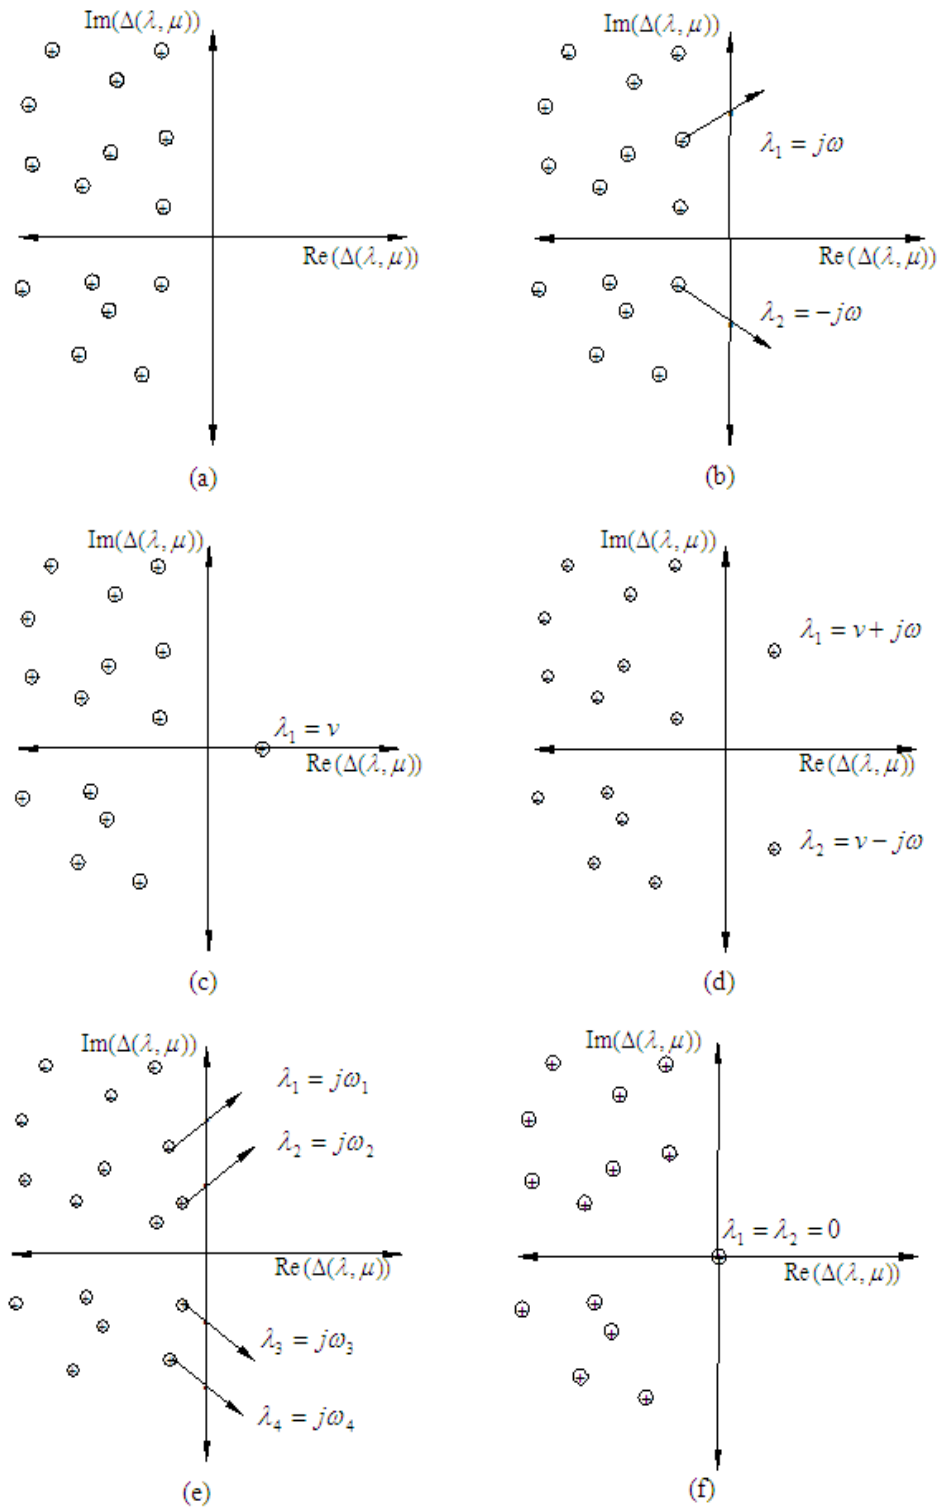 Im(Δ(λ, μ))
Re(Δ(λ, μ))
(a)
Im(Δ(λ, μ))
λ₁ = jω
Re(Δ(λ, μ))
λ₂ = −jω
(b)
Im(Δ(λ, μ))
λ₁ = ν
Re(Δ(λ, μ))
(c)
Im(Δ(λ, μ))
λ₁ = ν + jω
Re(Δ(λ, μ))
λ₂ = ν − jω
(d)
Im(Δ(λ, μ))
λ₁ = jω₁
λ₂ = jω₂
Re(Δ(λ, μ))
λ₃ = jω₃
λ₄ = jω₄
(e)
Im(Δ(λ, μ))
λ₁ = λ₂ = 0
Re(Δ(λ, μ))
(f)